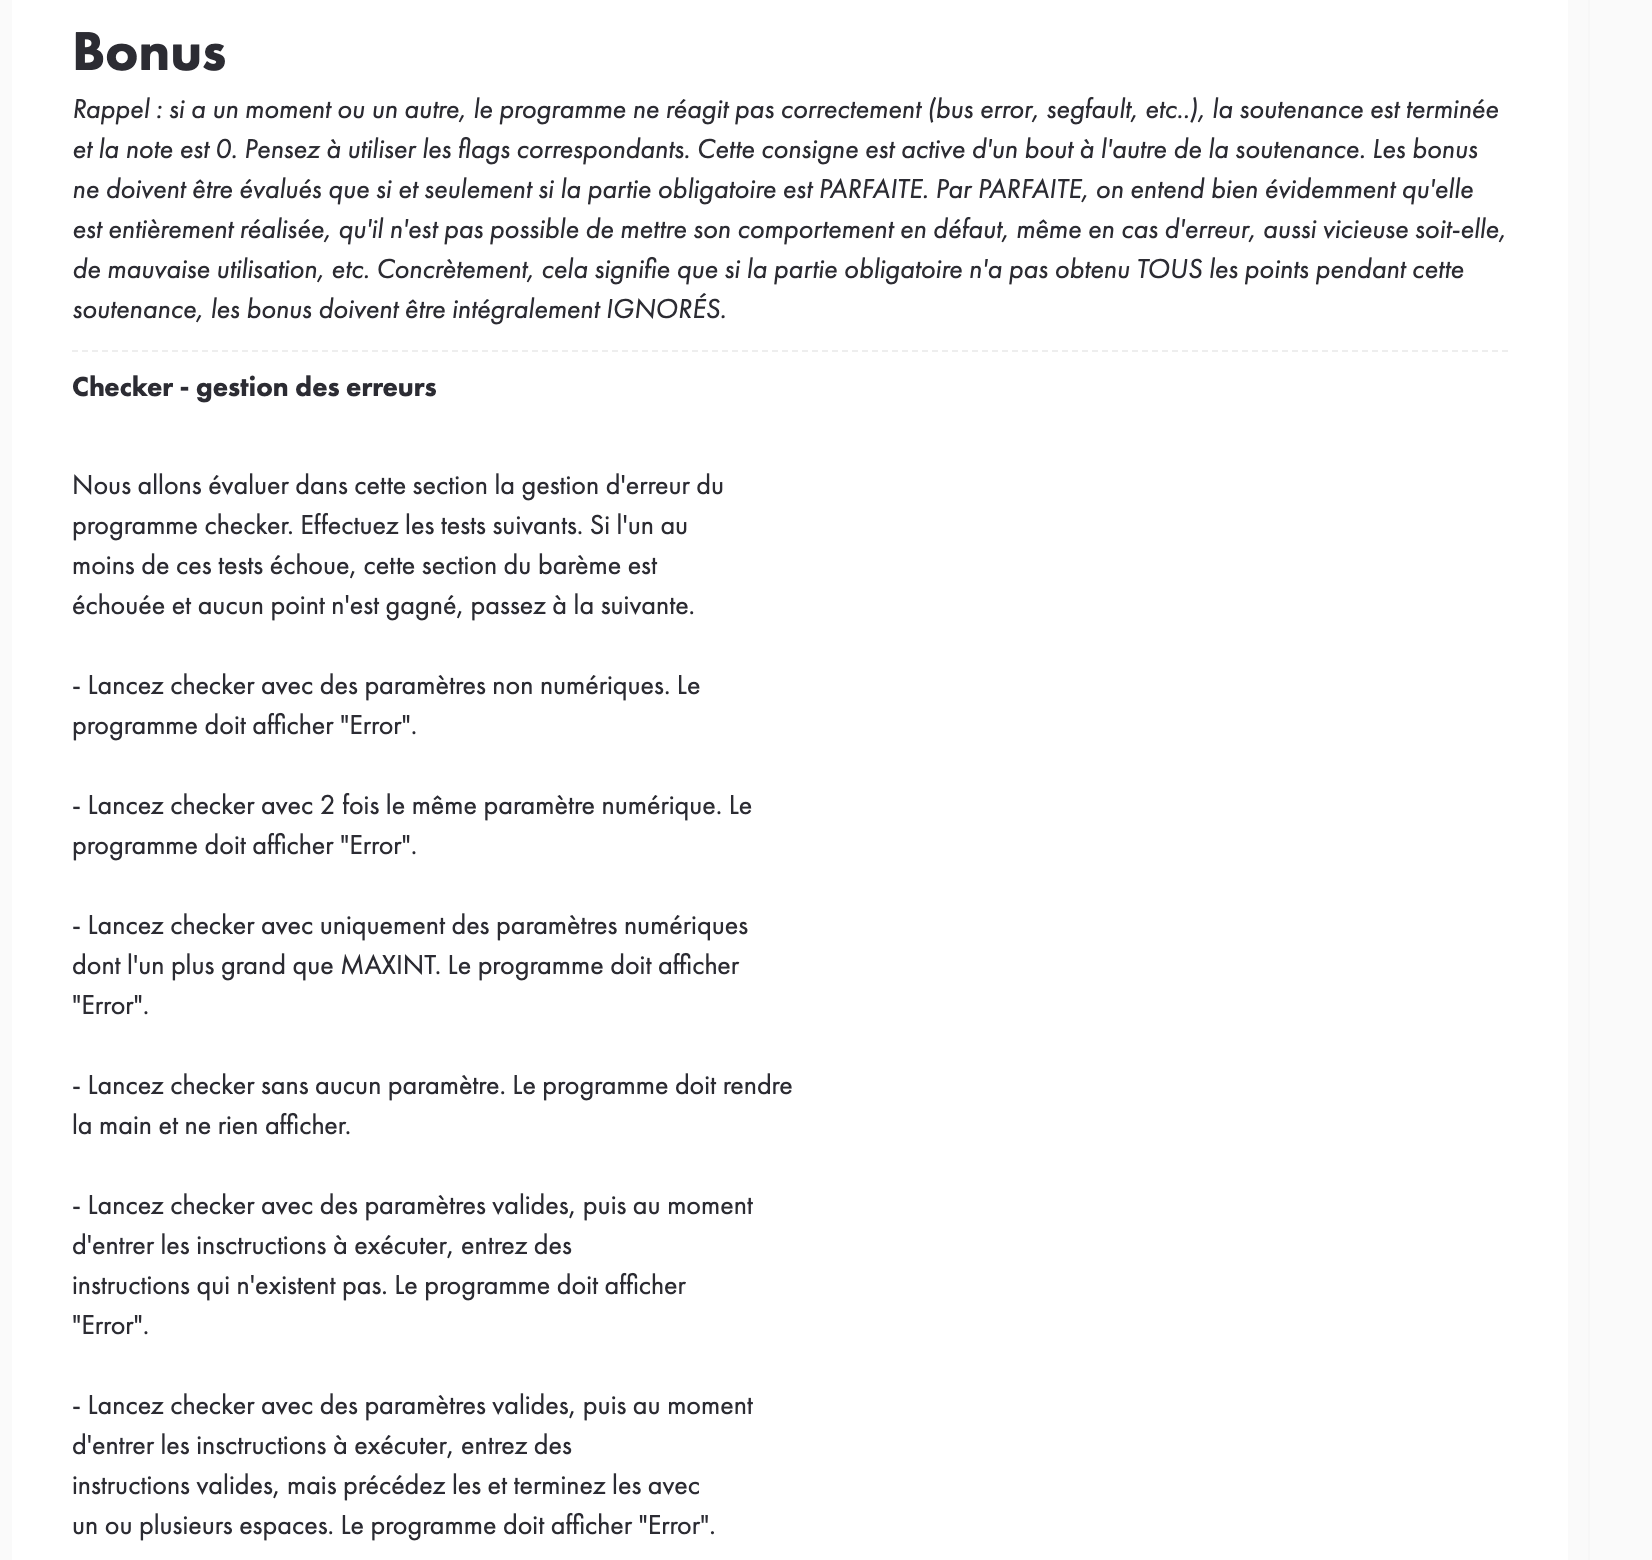 Bonus
Rappel : si a un moment ou un autre, le programme ne réagit pas correctement (bus error, segfault, etc..), la soutenance est terminée
et la note est 0. Pensez à utiliser les flags correspondants. Cette consigne est active d'un bout à l'autre de la soutenance. Les bonus
ne doivent être évalués que si et seulement si la partie obligatoire est PARFAITE. Par PARFAITE, on entend bien évidemment qu'elle
est entièrement réalisée, qu'il n'est pas possible de mettre son comportement en défaut, même en cas d'erreur, aussi vicieuse soit-elle,
de mauvaise utilisation, etc. Concrètement, cela signifie que si la partie obligatoire n'a pas obtenu TOUS les points pendant cette
soutenance, les bonus doivent être intégralement IGNORÉS.
Checker - gestion des erreurs
Nous allons évaluer dans cette section la gestion d'erreur du
programme checker. Effectuez les tests suivants. Si l'un au
moins de ces tests échoue, cette section du barème est
échouée et aucun point n'est gagné, passez à la suivante.
- Lancez checker avec des paramètres non numériques. Le
programme doit afficher "Error".
- Lancez checker avec 2 fois le même paramètre numérique. Le
programme doit afficher "Error".
- Lancez checker avec uniquement des paramètres numériques
dont l'un plus grand que MAXINT. Le programme doit afficher
"Error".
- Lancez checker sans aucun paramètre. Le programme doit rendre
la main et ne rien afficher.
- Lancez checker avec des paramètres valides, puis au moment
d'entrer les insctructions à exécuter, entrez des
instructions qui n'existent pas. Le programme doit afficher
"Error".
- Lancez checker avec des paramètres valides, puis au moment
d'entrer les insctructions à exécuter, entrez des
instructions valides, mais précédez les et terminez les avec
un ou plusieurs espaces. Le programme doit afficher "Error".